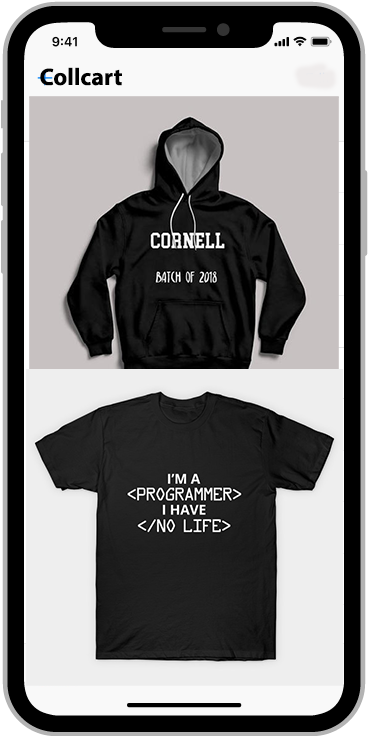 9:41
Collcart
CORNELL
BATCH OF 2018
I'M A
<PROGRAMMER>
I HAVE
</NO LIFE>